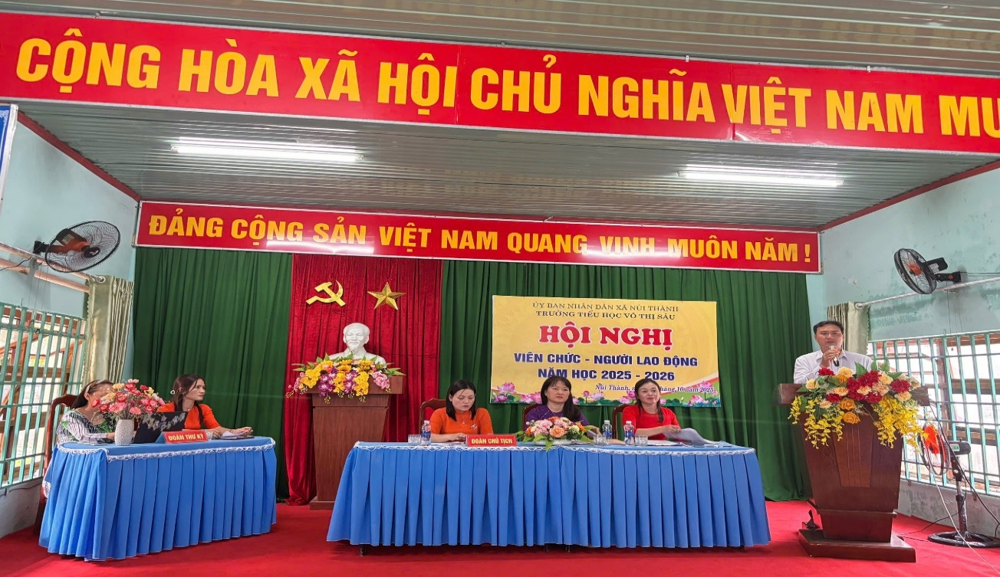 CỘNG HÒA XÃ HỘI CHỦ NGHĨA VIỆT NAM MU
ĐẢNG CỘNG SẢN VIỆT NAM QUANG VINH MUÔN NĂM !
ỦY BAN NHÂN DÂN XÃ NÚI THÀNH
TRƯỜNG TIỂU HỌC VÕ THỊ SÁU
HỘI NGHỊ
VIÊN CHỨC - NGƯỜI LAO ĐỘNG
NĂM HỌC 2025 - 2026
Núi Thành, tháng 10 năm 2025
ĐOÀN THƯ KÝ
ĐOÀN CHỦ TỊCH